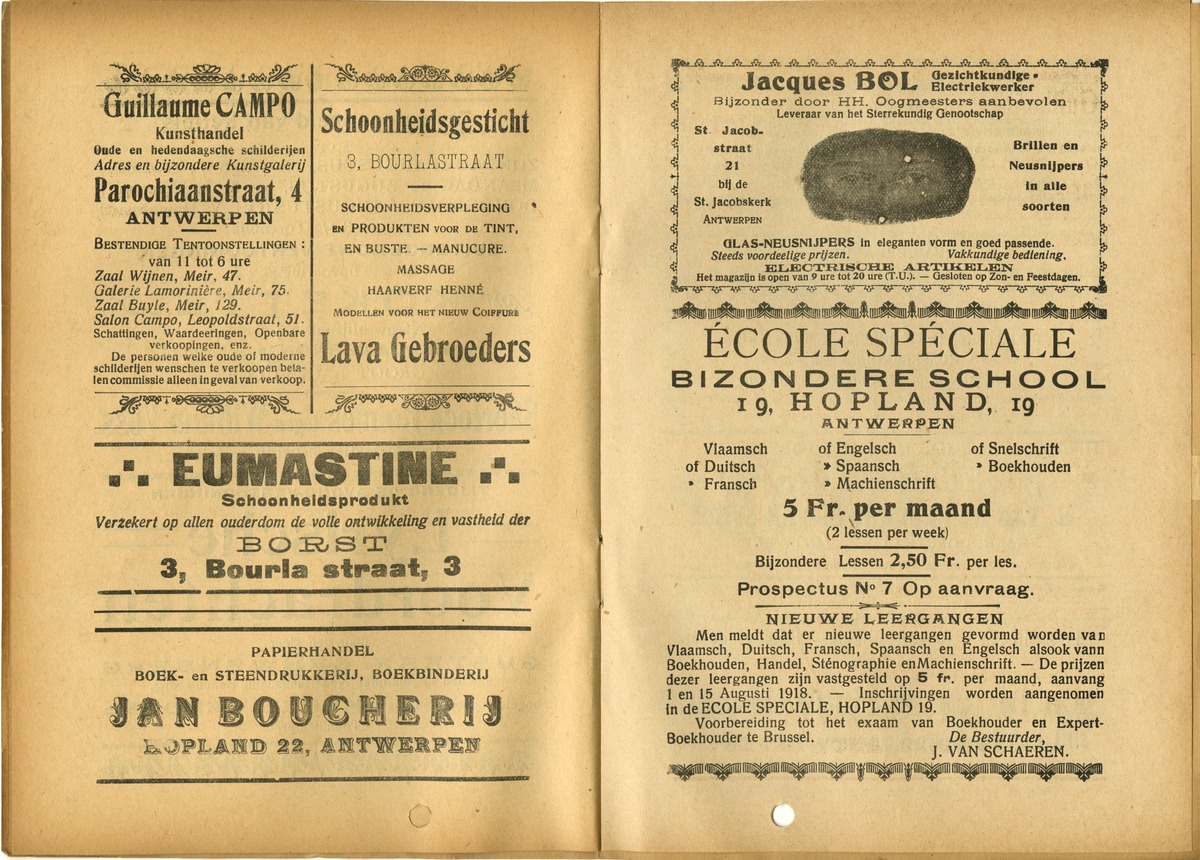 Guillaume CAMPO
Kunsthandel
Oude en hedendaagsche schilderijen
Adres en bijzondere Kunstgalerij
Parochiaanstraat, 4
ANTWERPEN
BESTENDIGE TENTOONSTELLINGEN :
van 11 tot 6 ure
Zaal Wijnen, Meir, 47.
Galerie Lamorinière, Meir, 75.
Zaal Buyle, Meir, 129.
Salon Campo, Leopoldstraat, 51.
Schattingen, Waardeeringen, Openbare
verkoopingen, enz.
De personen welke oude of moderne
schilderijen wenschen te verkoopen beta-
len commissie alleen in geval van verkoop.
Schoonheidsgesticht
3, BOURLASTRAAT
SCHOONHEIDSVERPLEGING
EN PRODUKTEN VOOR DE TINT,
EN BUSTE. — MANUCURE.
MASSAGE
HAARVERF HENNÉ
MODELLEN VOOR HET NIEUW COIFFURE
Lava Gebroeders
EUMASTINE
Schoonheidsprodukt
Verzekert op allen ouderdom de volle ontwikkeling en vastheid der
BORST
3, Bourla straat, 3
PAPIERHANDEL
BOEK- en STEENDRUKKERIJ, BOEKBINDERIJ
JAN BOUCHERIJ
HOPLAND 22, ANTWERPEN
Jacques BOL Gezichtkundige-
Electriekwerker
Bijzonder door HH. Oogmeesters aanbevolen
Leveraar van het Sterrekundig Genootschap
St. Jacob-
straat
21
bij de
St. Jacobskerk
ANTWERPEN
Brillen en
Neusnijpers
in alle
soorten
GLAS-NEUSNIJPERS in eleganten vorm en goed passende.
Steeds voordeelige prijzen. Vakkundige bediening.
ELECTRISCHE ARTIKELEN
Het magazijn is open van 9 ure tot 20 ure (T.U.). — Gesloten op Zon- en Feestdagen.
ÉCOLE SPÉCIALE
BIZONDERE SCHOOL
19, HOPLAND, 19
ANTWERPEN
Vlaamsch of Engelsch of Snelschrift
of Duitsch » Spaansch » Boekhouden
» Fransch » Machienschrift
5 Fr. per maand
(2 lessen per week)
Bijzondere Lessen 2,50 Fr. per les.
Prospectus No 7 Op aanvraag.
NIEUWE LEERGANGEN
Men meldt dat er nieuwe leergangen gevormd worden van
Vlaamsch, Duitsch, Fransch, Spaansch en Engelsch alsook vann
Boekhouden, Handel, Sténographie en Machienschrift. — De prijzen
dezer leergangen zijn vastgesteld op 5 fr. per maand, aanvang
1 en 15 Augusti 1918. — Inschrijvingen worden aangenomen
in de ECOLE SPECIALE, HOPLAND 19.
Voorbereiding tot het exaam van Boekhouder en Expert-
Boekhouder te Brussel. De Bestuurder,
J. VAN SCHAEREN.